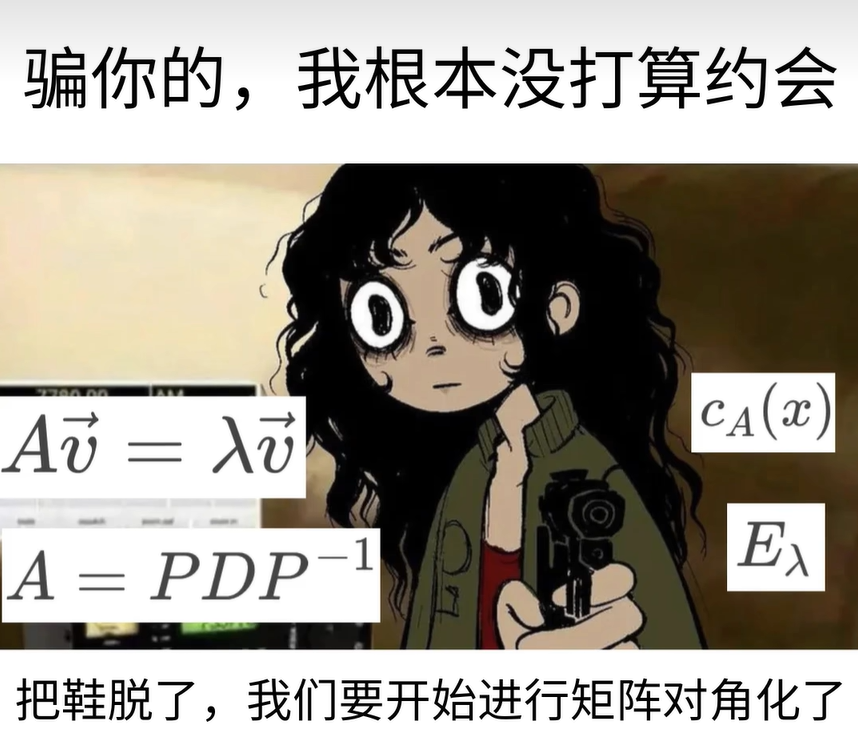 骗你的，我根本没打算约会
$A\vec{v} = \lambda\vec{v}$
$c_A(x)$
$A = PDP^{-1}$
$E_\lambda$
把鞋脱了，我们要开始进行矩阵对角化了